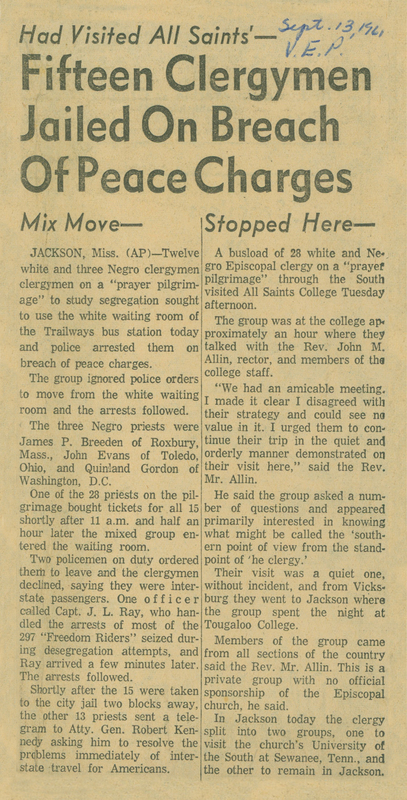 Had Visited All Saints'—
Sept. 13, 1961
V.E.P.
Fifteen Clergymen
Jailed On Breach
Of Peace Charges
Mix Move—
JACKSON, Miss. (AP)—Twelve
white and three Negro clergymen
clergymen on a "prayer pilgrim-
age" to study segregation sought
to use the white waiting room of
the Trailways bus station today
and police arrested them on
breach of peace charges.
The group ignored police orders
to move from the white waiting
room and the arrests followed.
The three Negro priests were
James P. Breeden of Roxbury,
Mass., John Evans of Toledo,
Ohio, and Quinland Gordon of
Washington, D.C.
One of the 28 priests on the pil-
grimage bought tickets for all 15
shortly after 11 a.m. and half an
hour later the mixed group en-
tered the waiting room.
Two policemen on duty ordered
them to leave and the clergymen
declined, saying they were inter-
state passengers. One officer
called Capt. J. L. Ray, who han-
dled the arrests of most of the
297 "Freedom Riders" seized dur-
ing desegregation attempts, and
Ray arrived a few minutes later.
The arrests followed.
Shortly after the 15 were taken
to the city jail two blocks away,
the other 13 priests sent a tele-
gram to Atty. Gen. Robert Ken-
nedy asking him to resolve the
problems immediately of inter-
state travel for Americans.
Stopped Here—
A busload of 28 white and Ne-
gro Episcopal clergy on a "prayer
pilgrimage" through the South
visited All Saints College Tuesday
afternoon.
The group was at the college ap-
proximately an hour where they
talked with the Rev. John M.
Allin, rector, and members of the
college staff.
"We had an amicable meeting.
I made it clear I disagreed with
their strategy and could see no
value in it. I urged them to con-
tinue their trip in the quiet and
orderly manner demonstrated on
their visit here," said the Rev.
Mr. Allin.
He said the group asked a num-
ber of questions and appeared
primarily interested in knowing
what might be called the 'south-
ern point of view from the stand-
point of 'he clergy.'
Their visit was a quiet one,
without incident, and from Vicks-
burg they went to Jackson where
the group spent the night at
Tougaloo College.
Members of the group came
from all sections of the country
said the Rev. Mr. Allin. This is a
private group with no official
sponsorship of the Episcopal
church, he said.
In Jackson today the clergy
split into two groups, one to
visit the church's University of
the South at Sewanee, Tenn., and
the other to remain in Jackson.